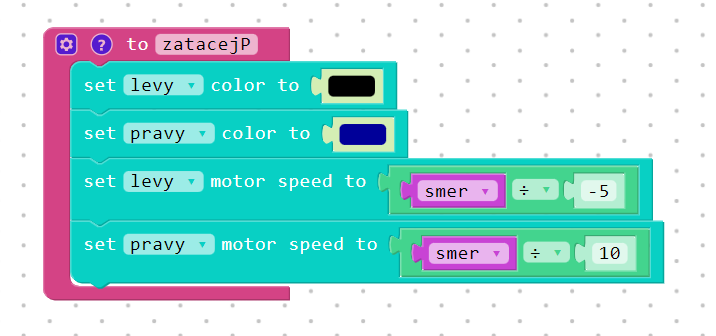 ? to zatacejP
set levy color to
set pravy color to
set levy motor speed to smer ÷ -5
set pravy motor speed to smer ÷ 10